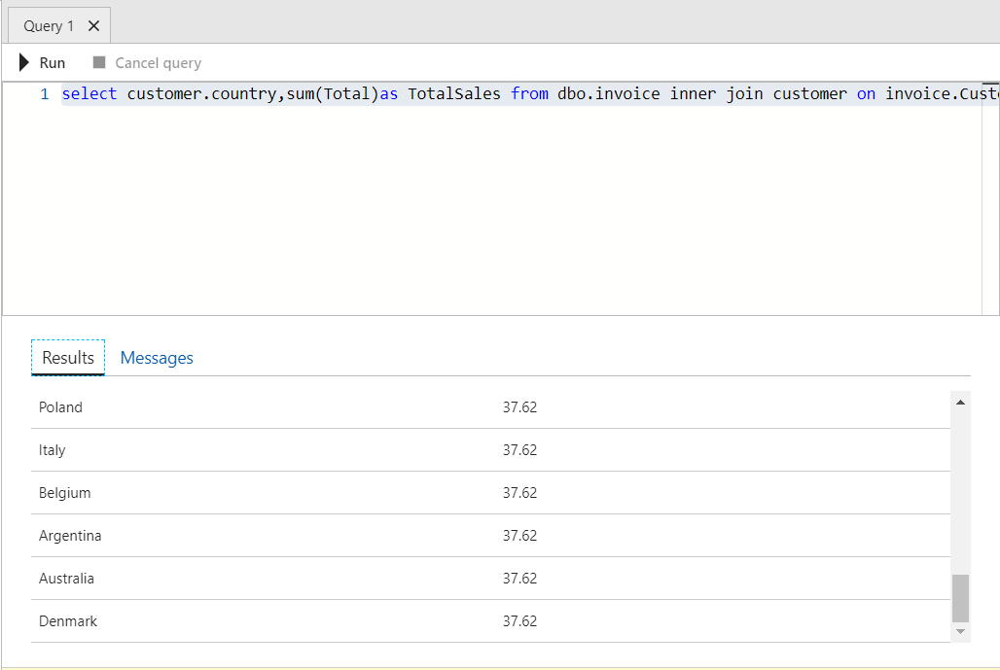 Query 1
Run Cancel query
1 select customer.country,sum(Total)as TotalSales from dbo.invoice inner join customer on invoice.Custo
Results Messages
Poland 37.62
Italy 37.62
Belgium 37.62
Argentina 37.62
Australia 37.62
Denmark 37.62